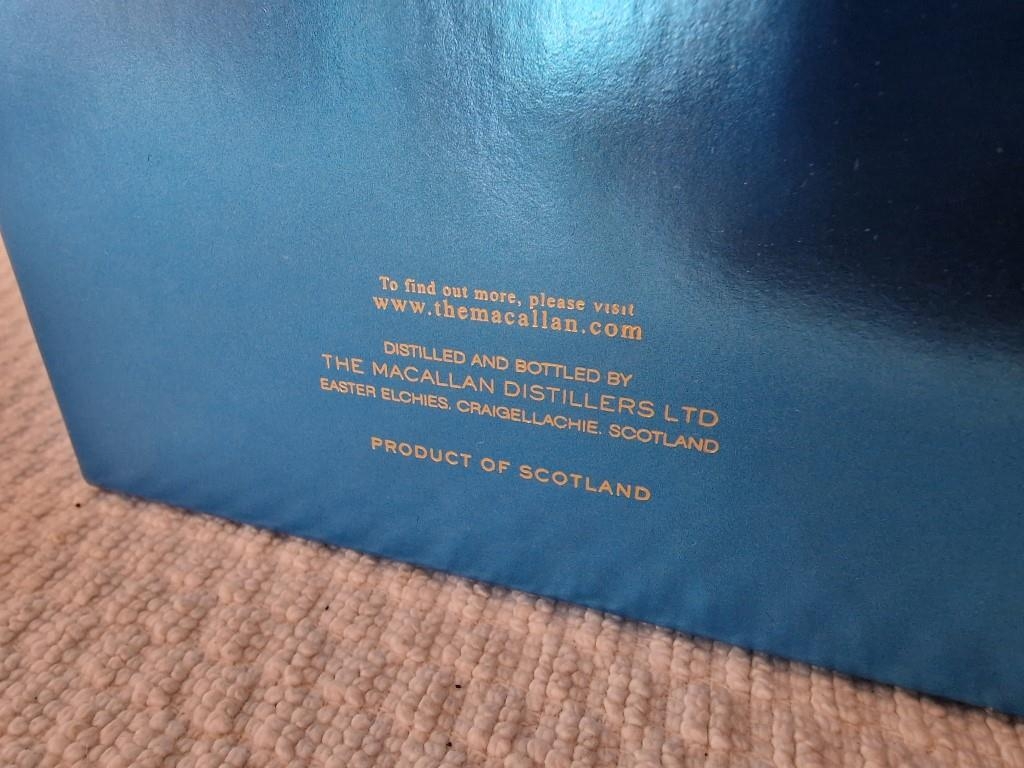 To find out more, please visit
www.themacallan.com
DISTILLED AND BOTTLED BY
THE MACALLAN DISTILLERS LTD
EASTER ELCHIES, CRAIGELLACHIE, SCOTLAND
PRODUCT OF SCOTLAND